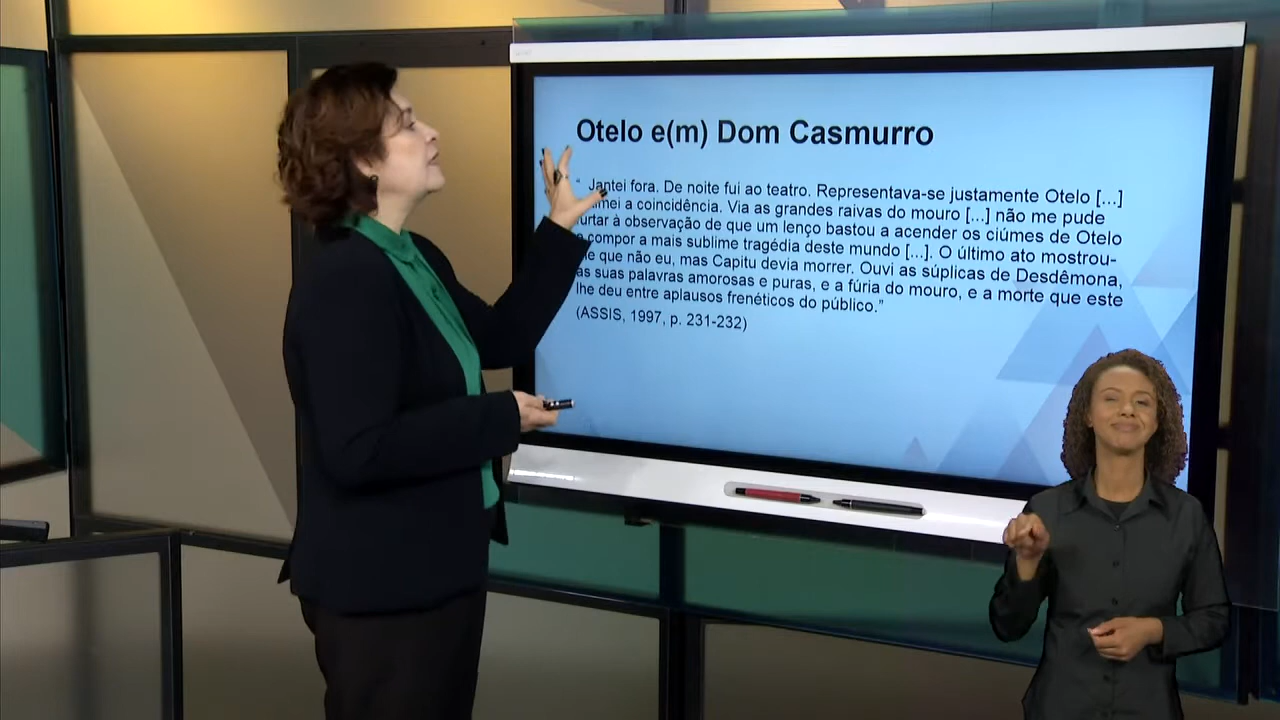 Otelo e(m) Dom Casmurro
“ Jantei fora. De noite fui ao teatro. Representava-se justamente Otelo [...]
a coincidência. Via as grandes raivas do mouro [...] não me pude
à observação de que um lenço bastou a acender os ciúmes de Otelo
compor a mais sublime tragédia deste mundo [...]. O último ato mostrou-
que não eu, mas Capitu devia morrer. Ouvi as súplicas de Desdêmona,
as suas palavras amorosas e puras, e a fúria do mouro, e a morte que este
lhe deu entre aplausos frenéticos do público.”
(ASSIS, 1997, p. 231-232)